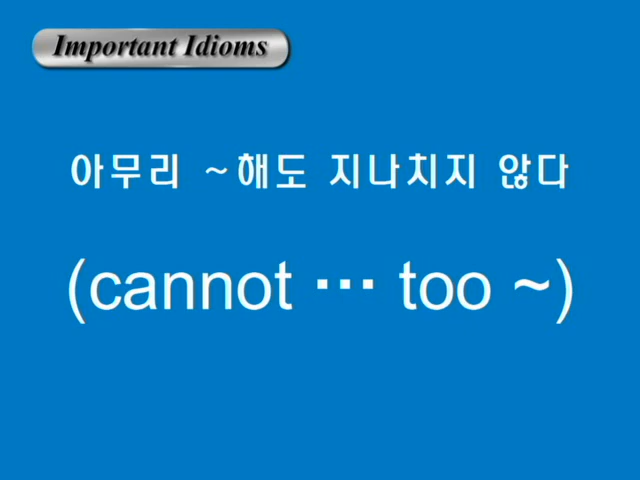 Important Idioms
아무리 ~해도 지나치지 않다
(cannot ··· too ~)